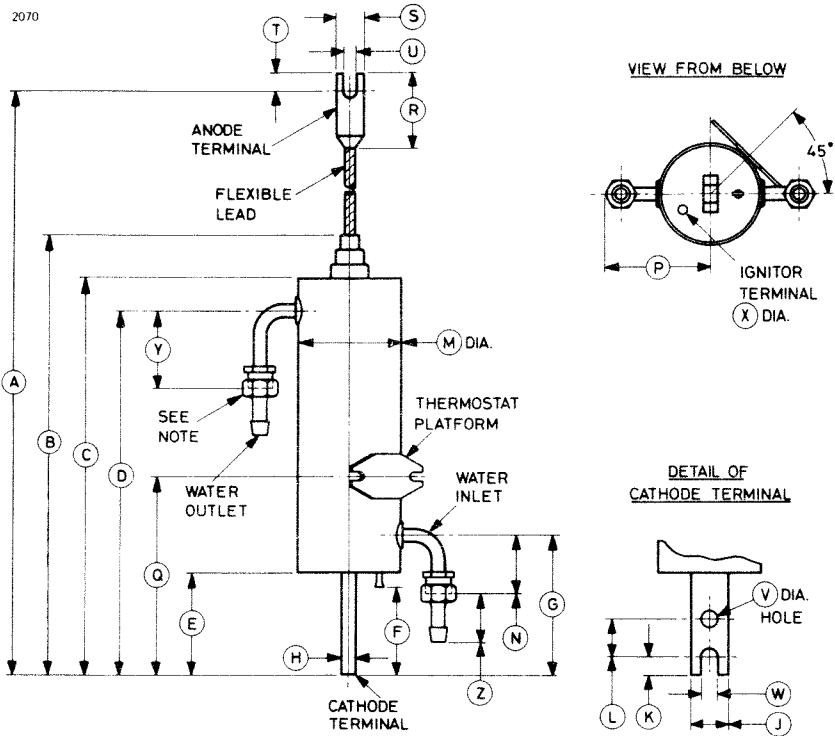 2070
T
S
U
R
ANODE
TERMINAL
FLEXIBLE
LEAD
A
B
C
D
Y
M DIA.
SEE
NOTE
WATER
OUTLET
THERMOSTAT
PLATFORM
WATER
INLET
Q
E
F
G
H
N
Z
CATHODE
TERMINAL
VIEW FROM BELOW
45°
P
IGNITOR
TERMINAL
X DIA.
DETAIL OF
CATHODE TERMINAL
V DIA.
HOLE
L
K
W
J